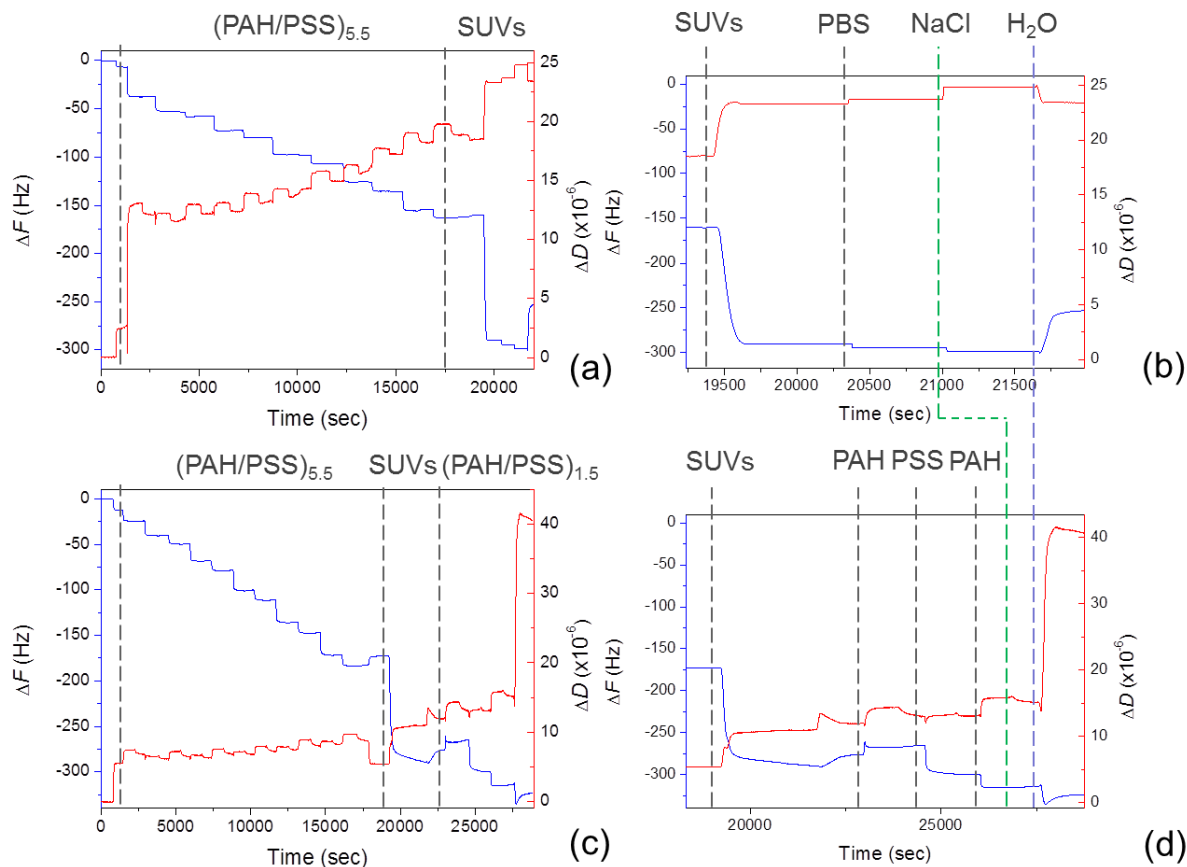 (PAH/PSS)5.5 SUVs
0
-50
-100
-150
-200
-250
-300
ΔF (Hz)
25
20
15
10
5
0
ΔD (x10-6)
0 5000 10000 15000 20000
Time (sec)
(a)
SUVs PBS NaCl H2O
0
-50
-100
-150
-200
-250
-300
ΔF (Hz)
25
20
15
10
5
0
ΔD (x10-6)
19500 20000 20500 21000 21500
Time (sec)
(b)
(PAH/PSS)5.5 SUVs (PAH/PSS)1.5
0
-50
-100
-150
-200
-250
-300
ΔF (Hz)
40
30
20
10
0
ΔD (x10-6)
0 5000 10000 15000 20000 25000
Time (sec)
(c)
SUVs PAH PSS PAH
0
-50
-100
-150
-200
-250
-300
ΔF (Hz)
40
30
20
10
0
ΔD (x10-6)
20000 25000
Time (sec)
(d)